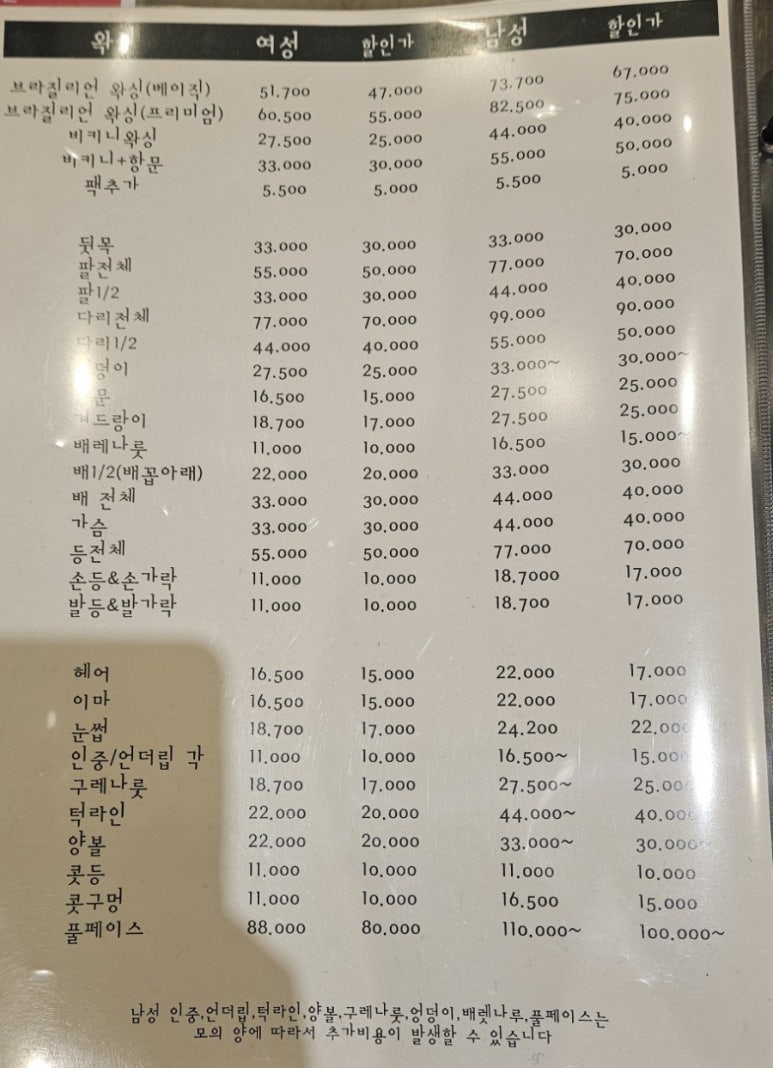 왁 여성 할인가 남성 할인가
브라질리언 왁싱(베이직) 51.700 47.000 73.700 67.000
브라질리언 왁싱(프리미엄) 60.500 55.000 82.500 75.000
비키니왁싱 27.500 25.000 44.000 40.000
비키니+항문 33.000 30.000 55.000 50.000
팩추가 5.500 5.000 5.500 5.000
뒷목 33.000 30.000 33.000 30.000
팔전체 55.000 50.000 77.000 70.000
팔1/2 33.000 30.000 44.000 40.000
다리전체 77.000 70.000 99.000 90.000
다리1/2 44.000 40.000 55.000 50.000
덩이 27.500 25.000 33.000~ 30.000~
문 16.500 15.000 27.500 25.000
겨드랑이 18.700 17.000 27.500 25.000
배레나룻 11.000 10.000 16.500 15.000~
배1/2(배꼽아래) 22.000 20.000 33.000 30.000
배 전체 33.000 30.000 44.000 40.000
가슴 33.000 30.000 44.000 40.000
등전체 55.000 50.000 77.000 70.000
손등&손가락 11.000 10.000 18.7000 17.000
발등&발가락 11.000 10.000 18.700 17.000
헤어 16.500 15.000 22.000 17.000
이마 16.500 15.000 22.000 17.000
눈썹 18.700 17.000 24.200 22.000
인중/언더립 각 11.000 10.000 16.500~ 15.000
구레나룻 18.700 17.000 27.500~ 25.000
턱라인 22.000 20.000 44.000~ 40.000
양볼 22.000 20.000 33.000~ 30.000~
콧등 11.000 10.000 11.000 10.000
콧구멍 11.000 10.000 16.500 15.000
풀페이스 88.000 80.000 110.000~ 100.000~
남성 인중,언더립,턱라인,양볼,구레나룻,엉덩이,배렛나루,풀페이스는
모의 양에 따라서 추가비용이 발생할 수 있습니다